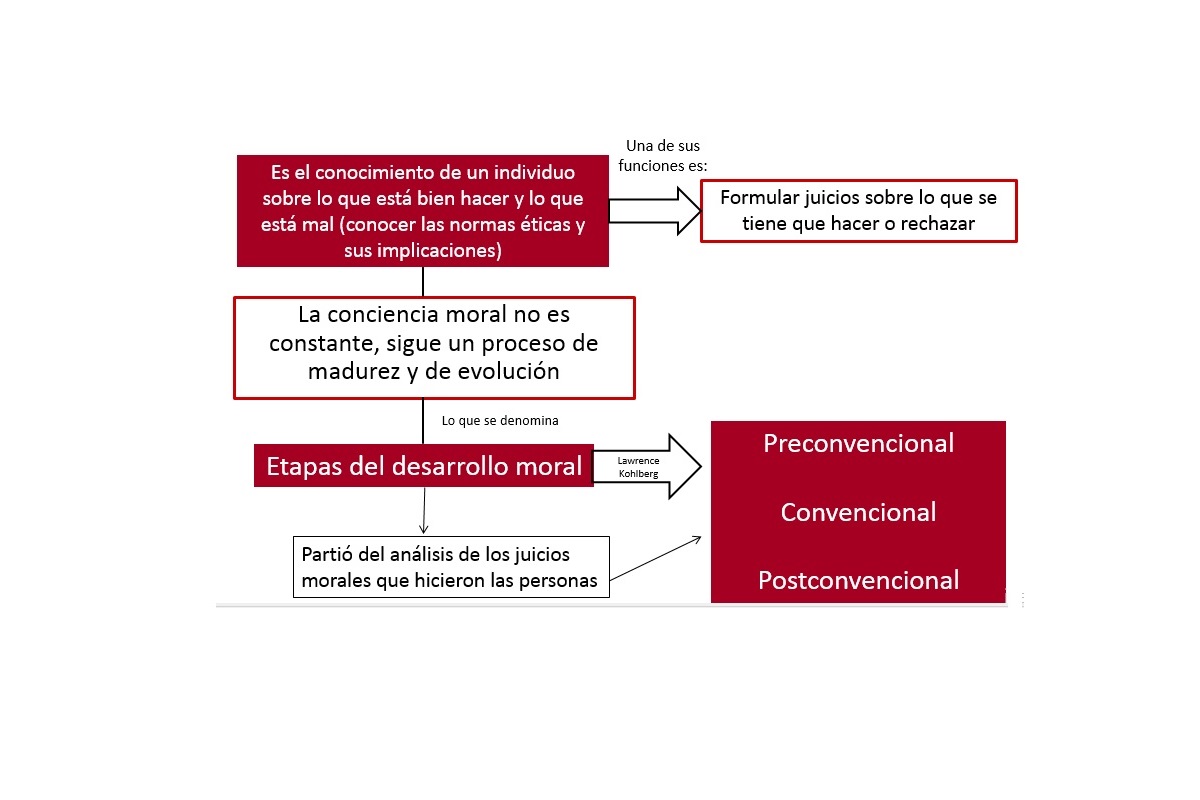 Una de sus
funciones es:
Es el conocimiento de un individuo
sobre lo que está bien hacer y lo que
está mal (conocer las normas éticas y
sus implicaciones)
Formular juicios sobre lo que se
tiene que hacer o rechazar
La conciencia moral no es
constante, sigue un proceso de
madurez y de evolución
Lo que se denomina
Etapas del desarrollo moral
Lawrence
Kohlberg
Preconvencional
Convencional
Postconvencional
Partió del análisis de los juicios
morales que hicieron las personas